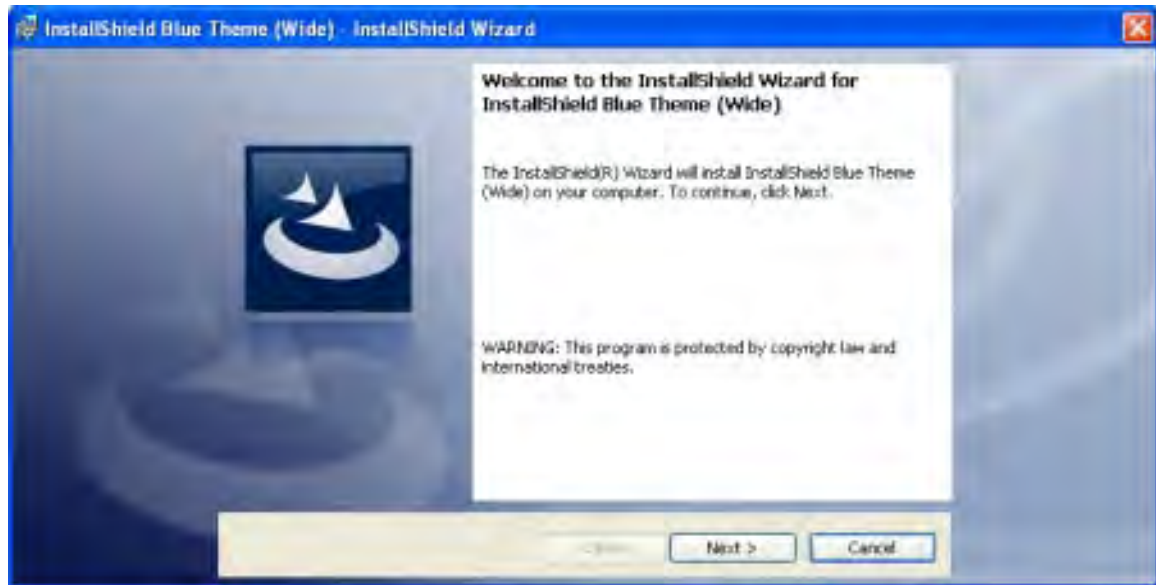 InstallShield Blue Theme (Wide) - InstallShield Wizard
Welcome to the InstallShield Wizard for
InstallShield Blue Theme (Wide)
The InstallShield(R) Wizard will install InstallShield Blue Theme
(Wide) on your computer. To continue, click Next.
WARNING: This program is protected by copyright law and
international treaties.
Next >
Cancel